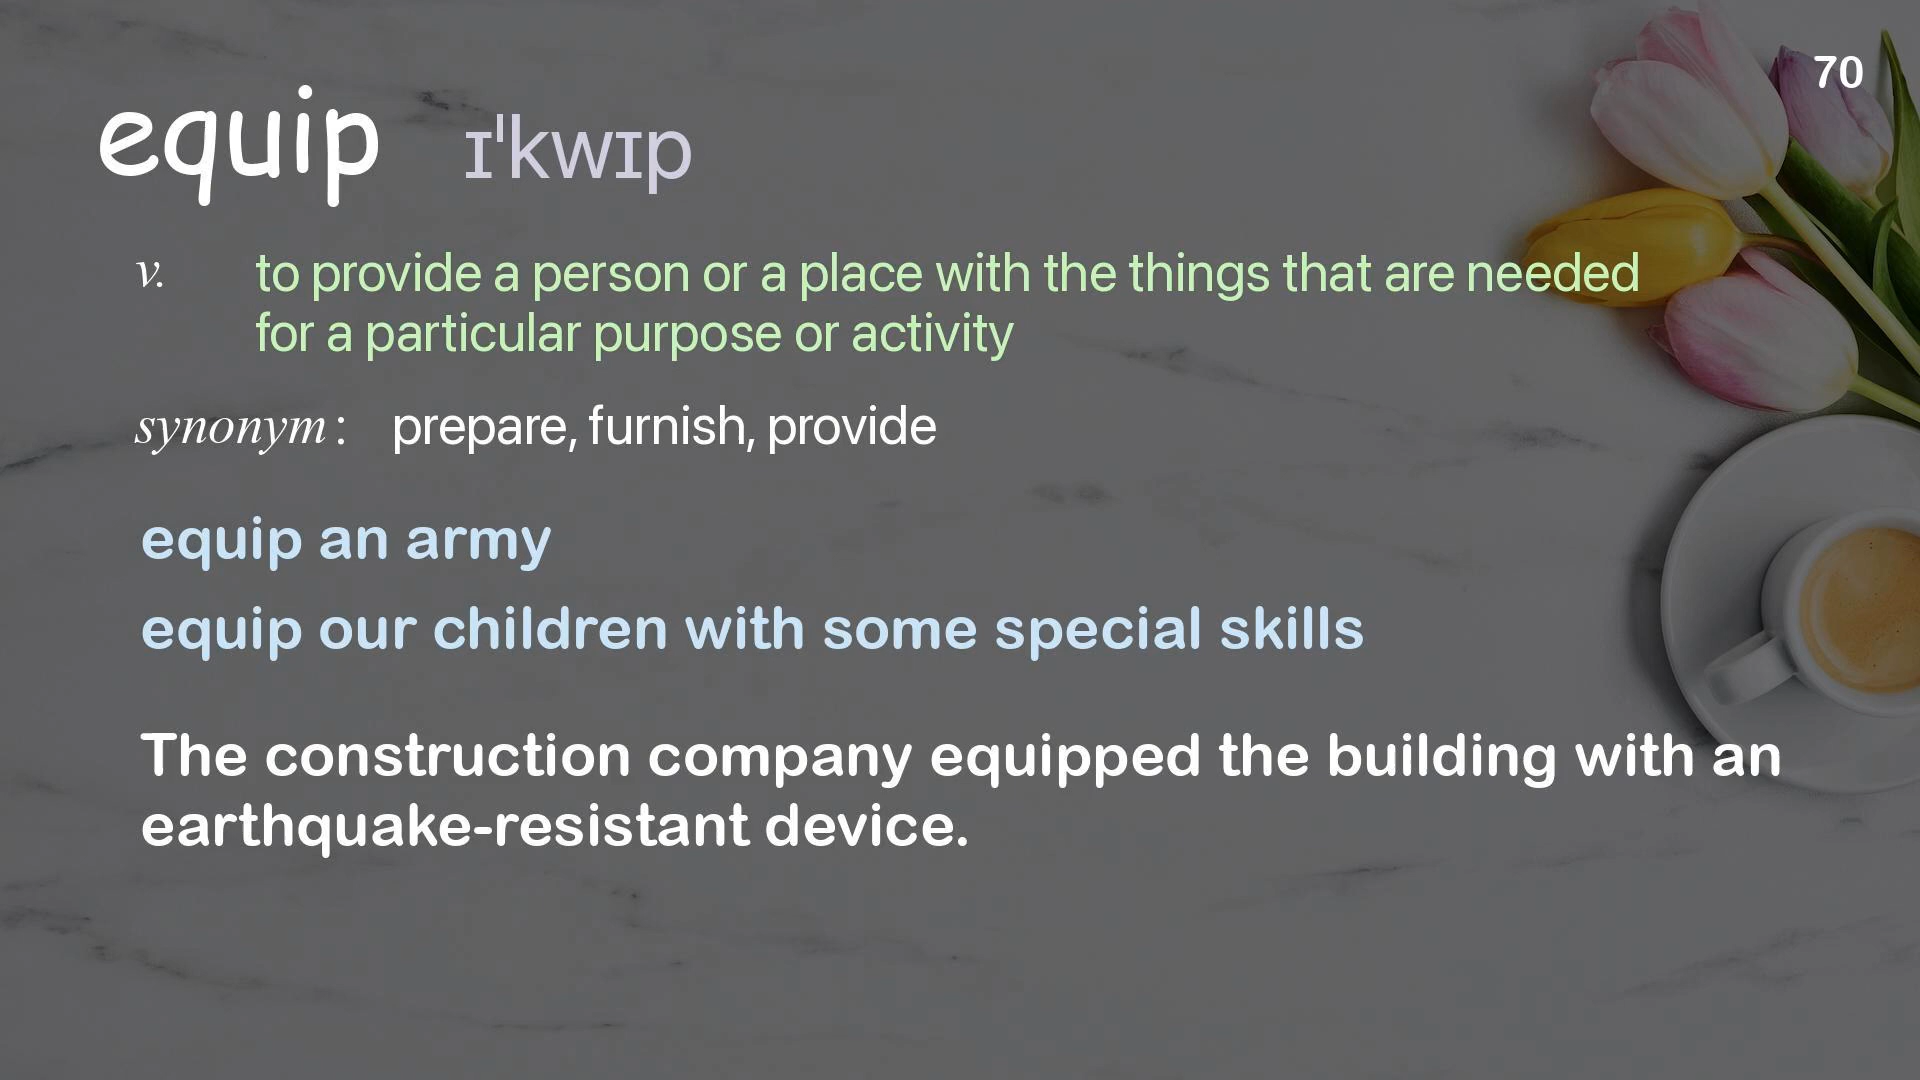 70
equip ɪˈkwɪp
v. to provide a person or a place with the things that are needed
for a particular purpose or activity
synonym : prepare, furnish, provide
equip an army
equip our children with some special skills
The construction company equipped the building with an
earthquake-resistant device.